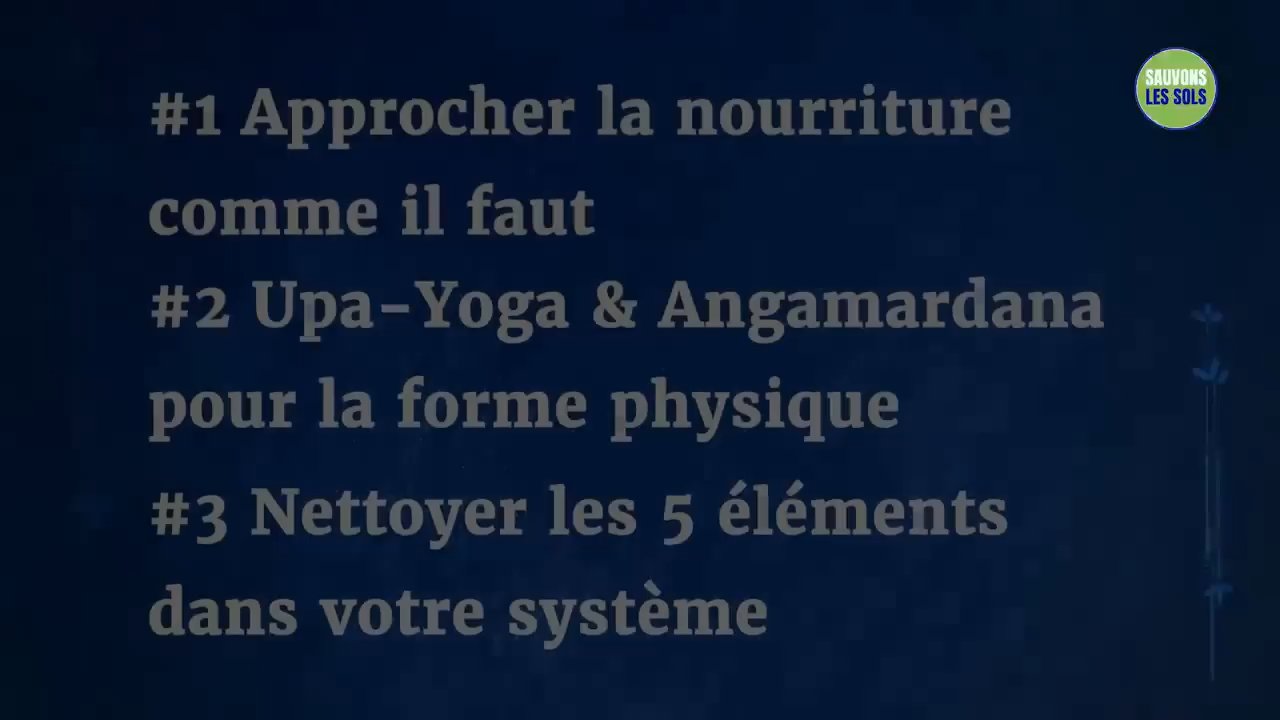 SAUVONS
LES SOLS
#1 Approcher la nourriture
comme il faut
#2 Upa-Yoga & Angamardana
pour la forme physique
#3 Nettoyer les 5 éléments
dans votre système